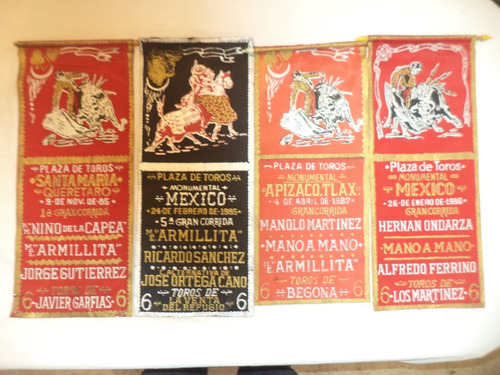 PLAZA DE TOROS
SANTA MARIA
QUERETARO
9 DE NOV. DE 85
1ª GRAN CORRIDA
NIÑO DE LA CAPEA
"ARMILLITA"
JORGE GUTIERREZ
TOROS DE
6 JAVIER GARFIAS 6
PLAZA DE TOROS
MONUMENTAL
MEXICO
24 DE FEBRERO DE 1985
5ª GRAN CORRIDA
"ARMILLITA"
RICARDO SANCHEZ
ALTERNATIVA DE
JOSE ORTEGA CANO
TOROS DE
6 LA VENTA 6
DEL REFUGIO
PLAZA DE TOROS
MONUMENTAL
APIZACO, TLAX.
4 DE ABRIL DE 1987
GRAN CORRIDA
MANOLO MARTINEZ
MANO A MANO
"ARMILLITA"
TOROS DE
6 BEGOÑA 6
Plaza de Toros
MONUMENTAL
MEXICO
26 DE ENERO DE 1986
GRAN CORRIDA
HERNAN ONDARZA
MANO A MANO
ALFREDO FERRINO
TOROS DE
6 LOS MARTINEZ 6